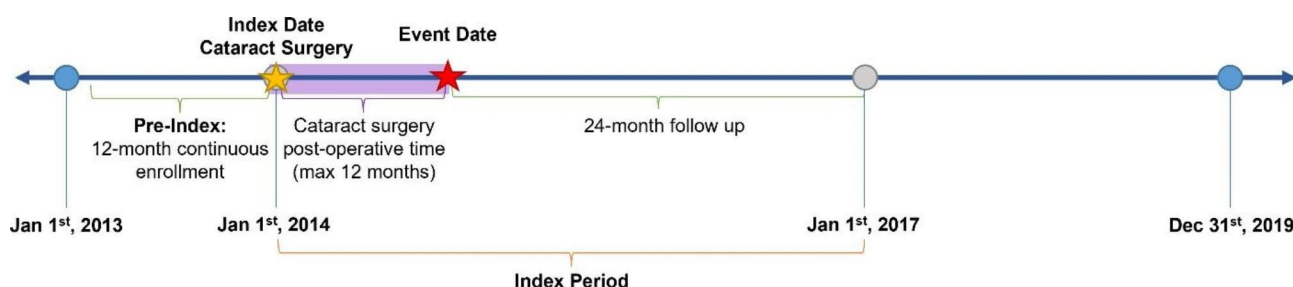 Index Date
Cataract Surgery
Event Date
Pre-Index:
12-month continuous
enrollment
Cataract surgery
post-operative time
(max 12 months)
24-month follow up
Jan 1st, 2013
Jan 1st, 2014
Jan 1st, 2017
Dec 31st, 2019
Index Period